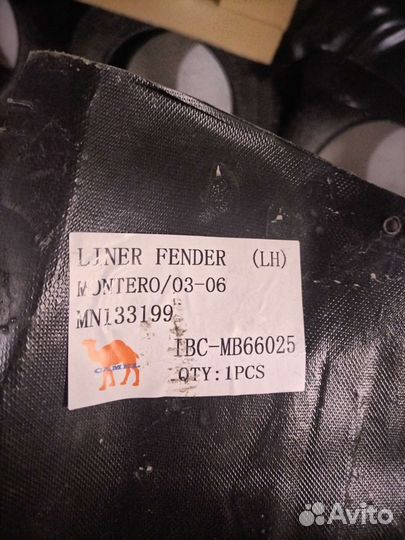 LINER FENDER (LH)
MONTERO/03-06
MN133199
IBC-MB66025
CAMEL
QTY:1PCS
Avito